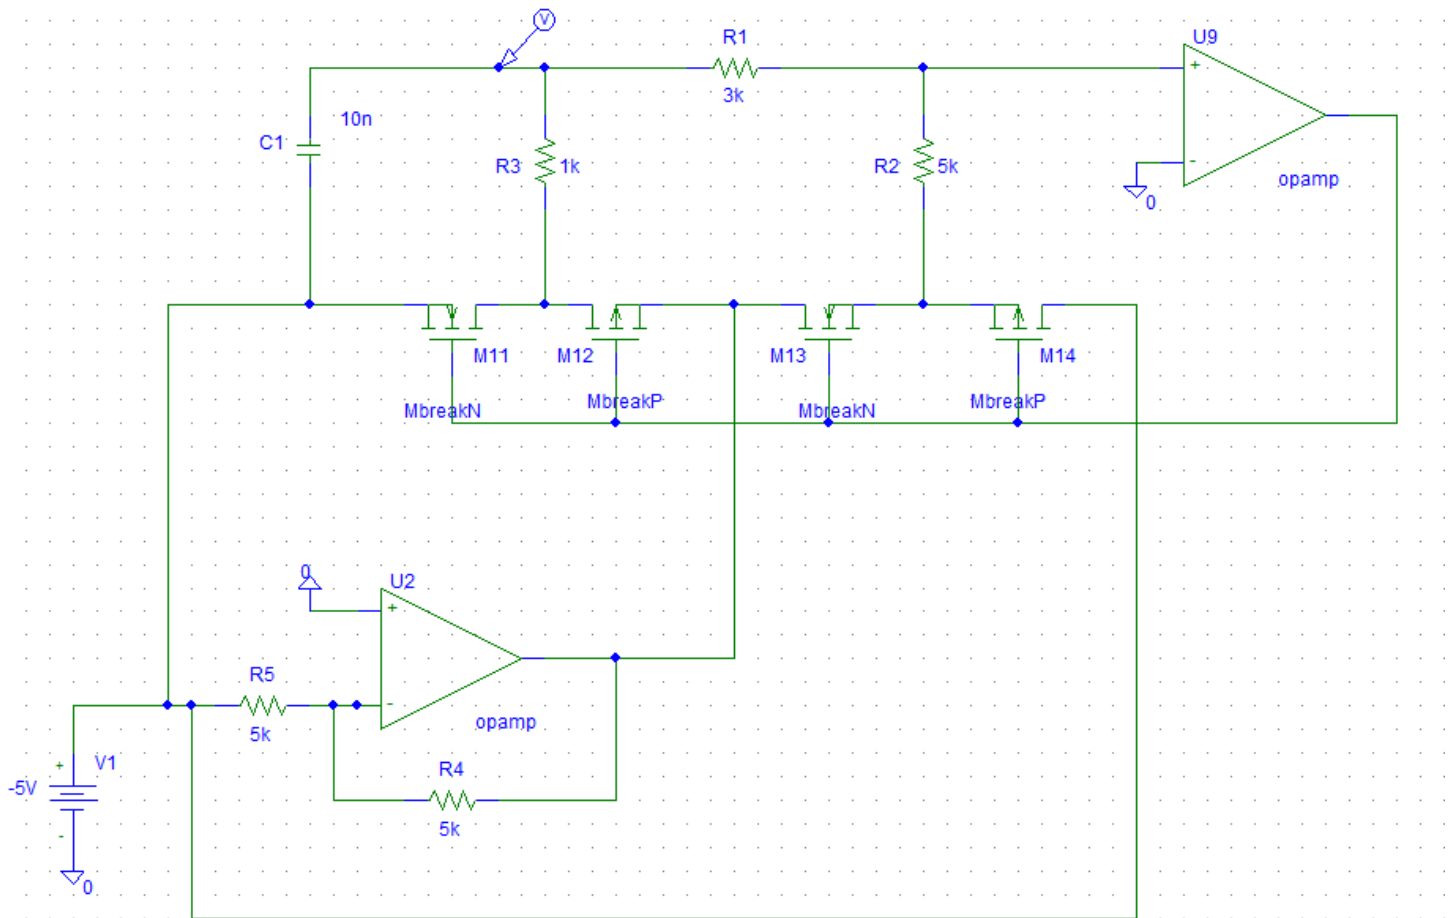 V
R1
3k
U9
+
-
opamp
0
10n
C1
R3
1k
R2
5k
M11
MbreakN
M12
MbreakP
M13
MbreakN
M14
MbreakP
0
U2
+
-
opamp
R5
5k
R4
5k
V1
+
-5V
-
0